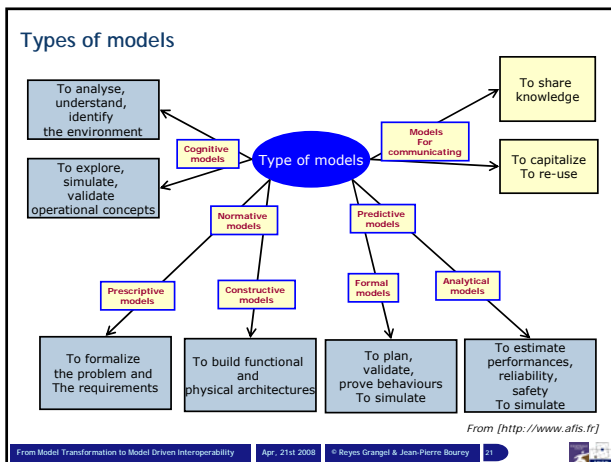 Types of models
To analyse,
understand,
identify
the environment
To explore,
simulate,
validate
operational concepts
Cognitive
models
Type of models
Models
For
communicating
To share
knowledge
To capitalize
To re-use
Normative
models
Predictive
models
Prescriptive
models
Constructive
models
Formal
models
Analytical
models
To formalize
the problem and
The requirements
To build functional
and
physical architectures
To plan,
validate,
prove behaviours
To simulate
To estimate
performances,
reliability,
safety
To simulate
From [http://www.afis.fr]
From Model Transformation to Model Driven Interoperability
Apr, 21st 2008
© Reyes Grangel & Jean-Pierre Bourey
21